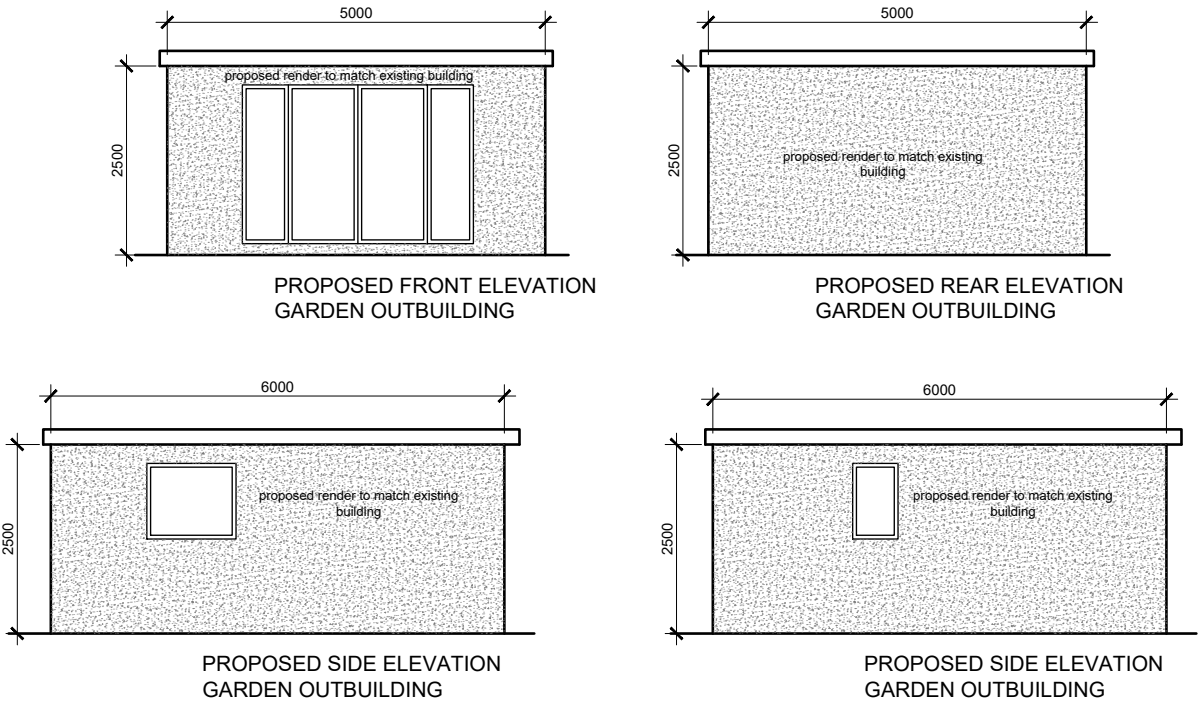 5000
proposed render to match existing building
2500
PROPOSED FRONT ELEVATION
GARDEN OUTBUILDING
5000
2500
proposed render to match existing
building
PROPOSED REAR ELEVATION
GARDEN OUTBUILDING
6000
2500
proposed render to match existing
building
PROPOSED SIDE ELEVATION
GARDEN OUTBUILDING
6000
2500
proposed render to match existing
building
PROPOSED SIDE ELEVATION
GARDEN OUTBUILDING